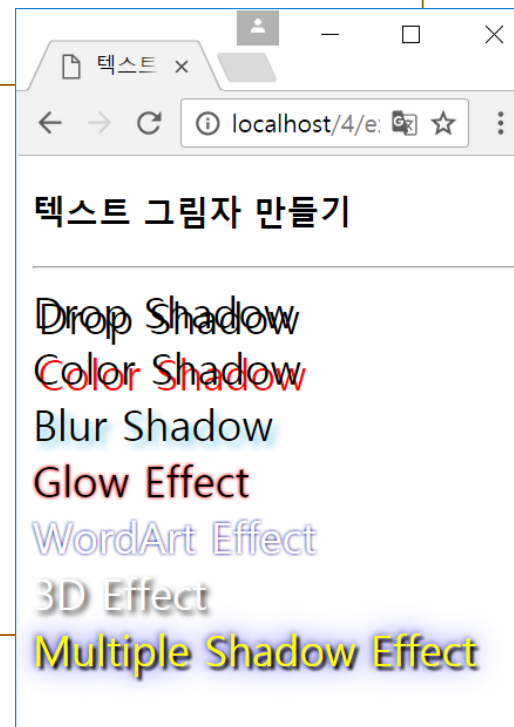 텍스트
localhost/4/e
텍스트 그림자 만들기
Drop Shadow
Color Shadow
Blur Shadow
Glow Effect
WordArt Effect
3D Effect
Multiple Shadow Effect